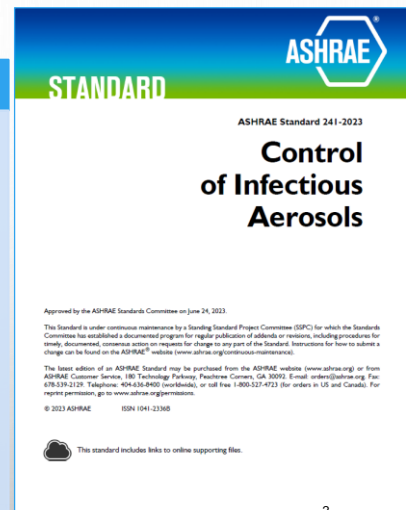 ASHRAE®
STANDARD
ASHRAE Standard 241-2023
Control
of Infectious
Aerosols
Approved by the ASHRAE Standards Committee on June 24, 2023.
This Standard is under continuous maintenance by a Standing Standard Project Committee (SSPC) for which the Standards
Committee has established a documented program for regular publication of addenda or revisions, including procedures for
timely, documented, consensus action on requests for change to any part of the Standard. Instructions for how to submit a
change can be found on the ASHRAE® website (www.ashrae.org/continuous-maintenance).
The latest edition of an ASHRAE Standard may be purchased from the ASHRAE website (www.ashrae.org) or from
ASHRAE Customer Service, 180 Technology Parkway, Peachtree Corners, GA 30092. E-mail: orders@ashrae.org. Fax:
678-539-2129. Telephone: 404-636-8400 (worldwide), or toll free 1-800-527-4723 (for orders in US and Canada). For
reprint permission, go to www.ashrae.org/permissions.
© 2023 ASHRAE ISSN 1041-2336B
This standard includes links to online supporting files.